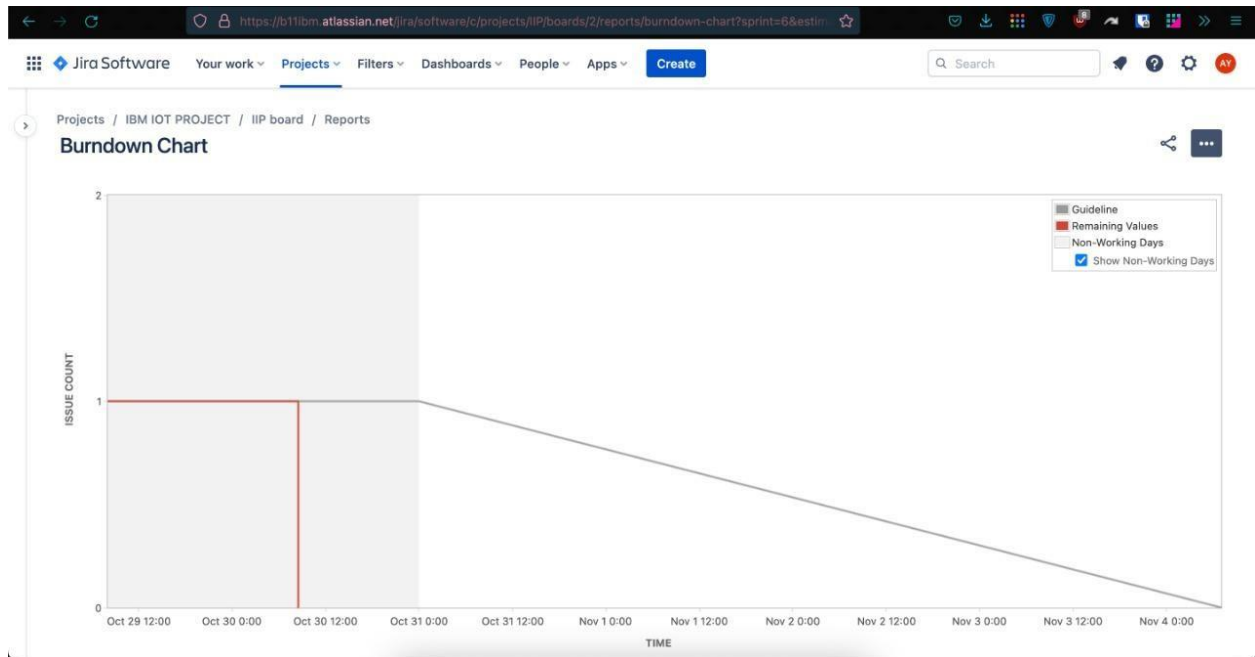 https://b11ibm.atlassian.net/jira/software/c/projects/IIP/boards/2/reports/burndown-chart?sprint=6&estim
Jira Software Your work Projects Filters Dashboards People Apps Create Search AY
Projects / IBM IOT PROJECT / IIP board / Reports
Burndown Chart
2
Guideline
Remaining Values
Non-Working Days
Show Non-Working Days
ISSUE COUNT
1
0
Oct 29 12:00 Oct 30 0:00 Oct 30 12:00 Oct 31 0:00 Oct 31 12:00 Nov 1 0:00 Nov 1 12:00 Nov 2 0:00 Nov 2 12:00 Nov 3 0:00 Nov 3 12:00 Nov 4 0:00
TIME